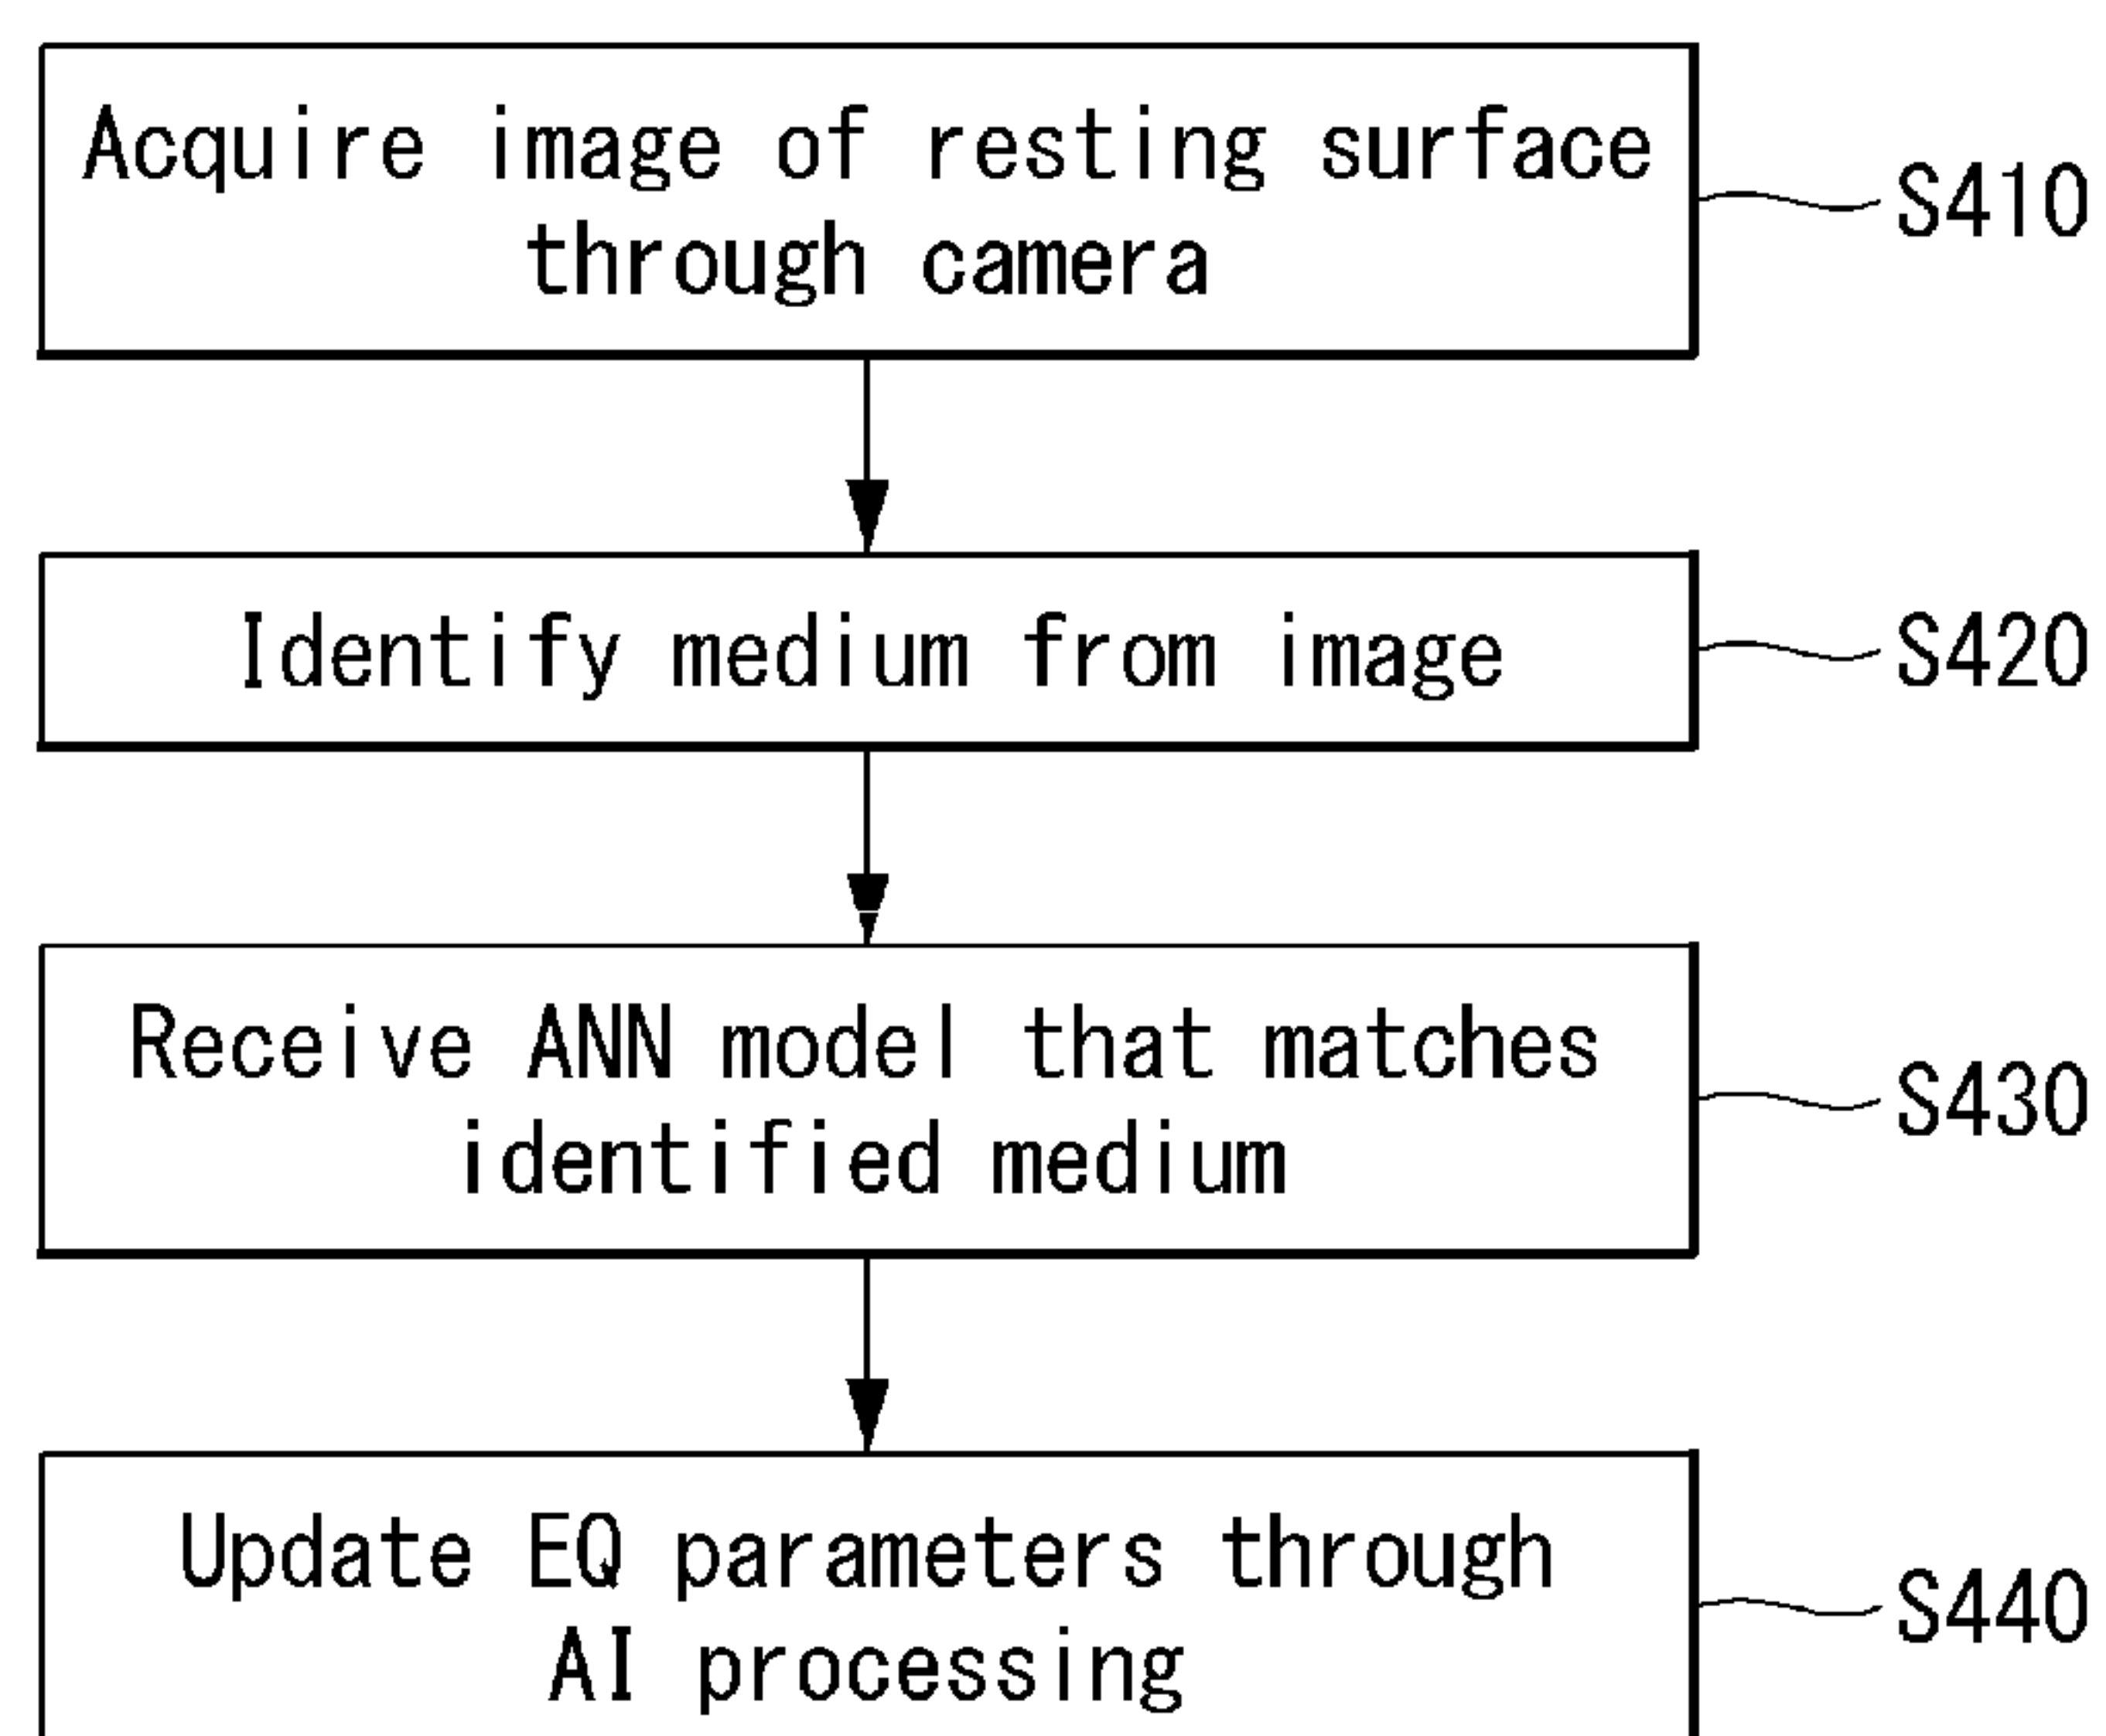 Acquire image of resting surface
through camera
S410
Identify medium from image
S420
Receive ANN model that matches
identified medium
S430
Update EQ parameters through
AI processing
S440